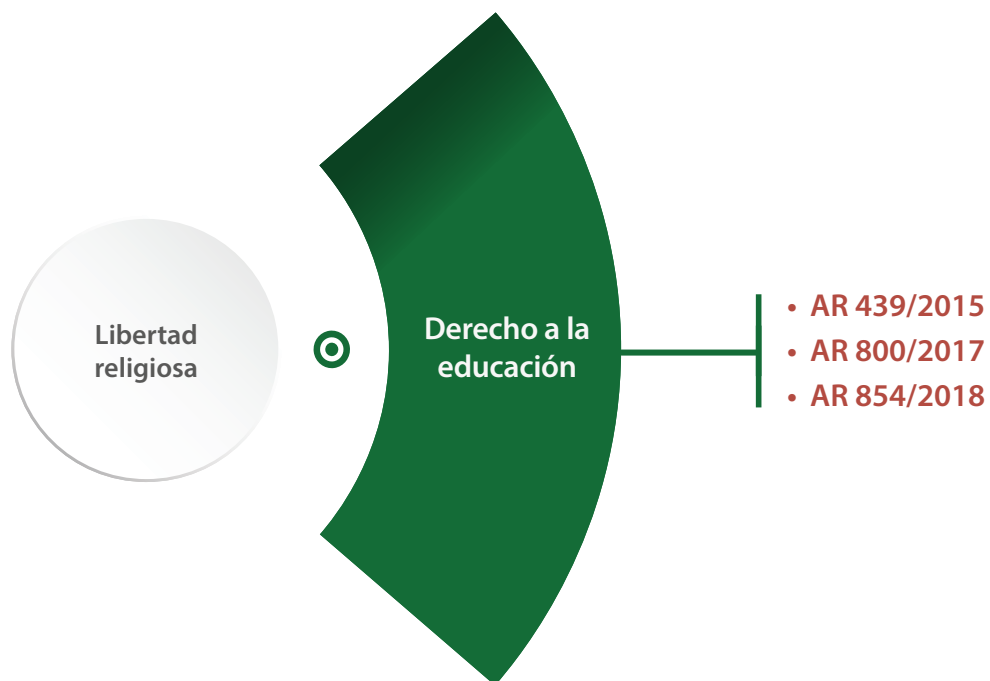 Libertad
religiosa
Derecho a la
educación
• AR 439/2015
• AR 800/2017
• AR 854/2018